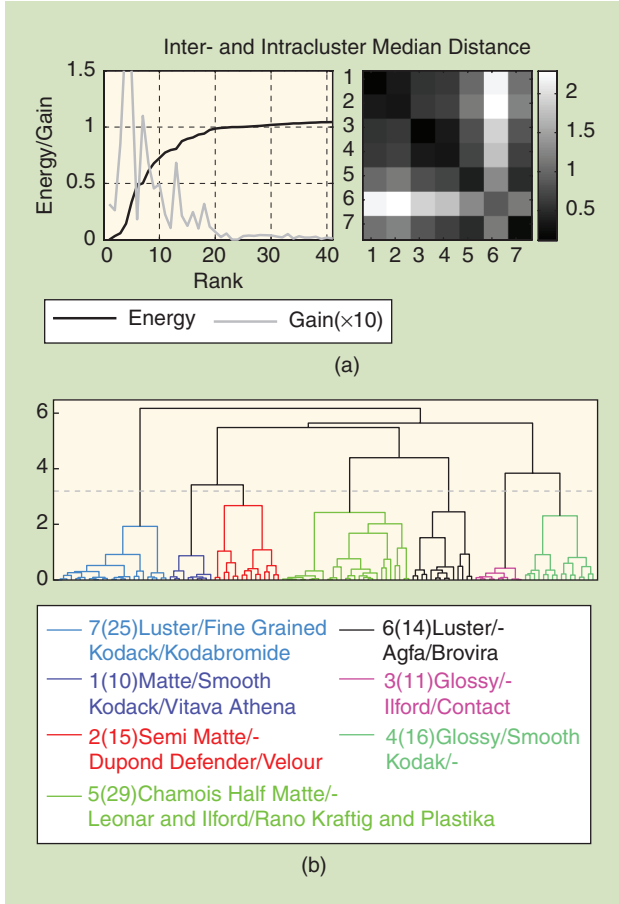 Inter- and Intracluster Median Distance
1.5
1
0.5
0
Energy/Gain
0 10 20 30 40
Rank
1
2
3
4
5
6
7
1 2 3 4 5 6 7
2
1.5
1
0.5
Energy Gain(×10)
(a)
6
4
2
0
7(25)Luster/Fine Grained
Kodack/Kodabromide
1(10)Matte/Smooth
Kodack/Vitava Athena
2(15)Semi Matte/-
Dupond Defender/Velour
5(29)Chamois Half Matte/-
Leonar and Ilford/Rano Kraftig and Plastika
6(14)Luster/-
Agfa/Brovira
3(11)Glossy/-
Ilford/Contact
4(16)Glossy/Smooth
Kodak/-
(b)